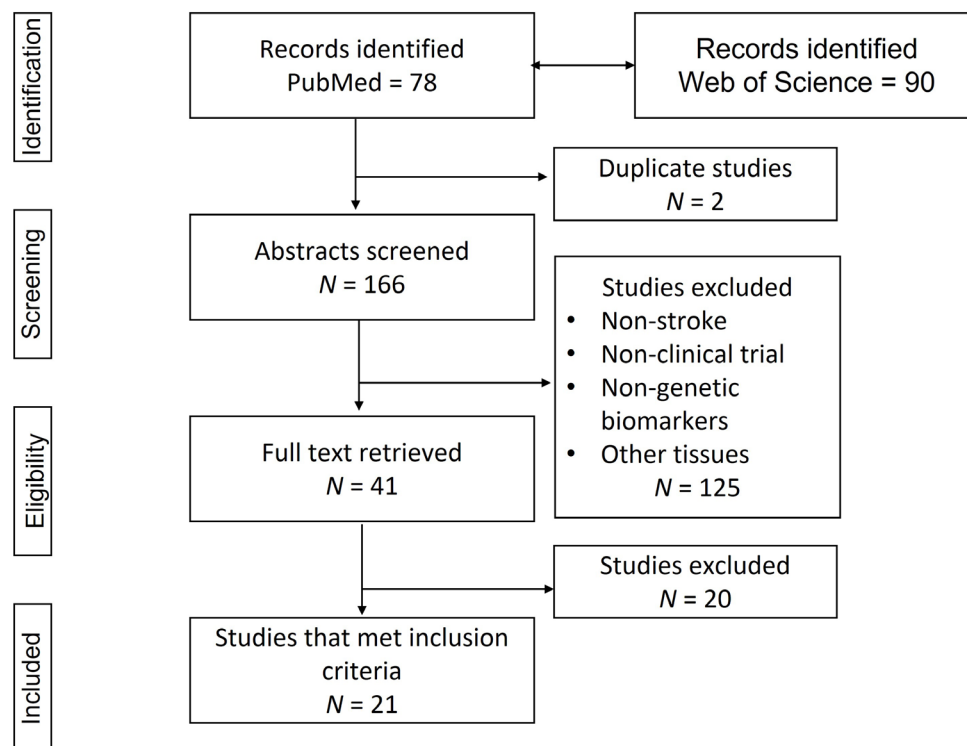 Identification
Records identified
PubMed = 78
Records identified
Web of Science = 90
Duplicate studies
N = 2
Screening
Abstracts screened
N = 166
Studies excluded
• Non-stroke
• Non-clinical trial
• Non-genetic
biomarkers
• Other tissues
N = 125
Eligibility
Full text retrieved
N = 41
Studies excluded
N = 20
Included
Studies that met inclusion
criteria
N = 21